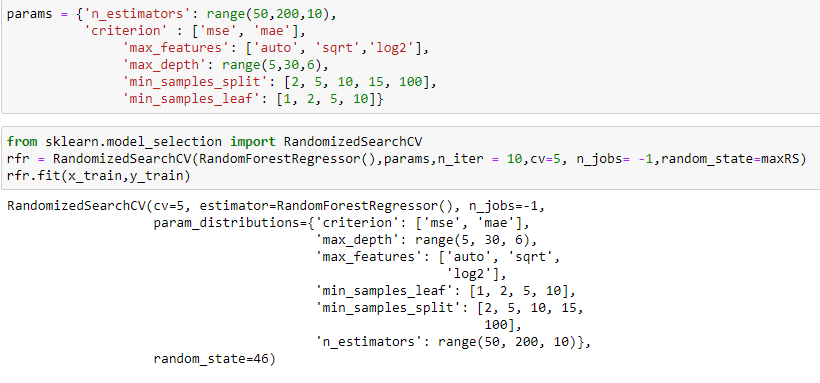 params = {'n_estimators': range(50,200,10),
          'criterion' : ['mse', 'mae'],
               'max_features': ['auto', 'sqrt','log2'],
               'max_depth': range(5,30,6),
               'min_samples_split': [2, 5, 10, 15, 100],
               'min_samples_leaf': [1, 2, 5, 10]}
from sklearn.model_selection import RandomizedSearchCV
rfr = RandomizedSearchCV(RandomForestRegressor(),params,n_iter = 10,cv=5, n_jobs= -1,random_state=maxRS)
rfr.fit(x_train,y_train)
RandomizedSearchCV(cv=5, estimator=RandomForestRegressor(), n_jobs=-1,
                   param_distributions={'criterion': ['mse', 'mae'],
                                        'max_depth': range(5, 30, 6),
                                        'max_features': ['auto', 'sqrt',
                                                         'log2'],
                                        'min_samples_leaf': [1, 2, 5, 10],
                                        'min_samples_split': [2, 5, 10, 15,
                                                              100],
                                        'n_estimators': range(50, 200, 10)},
                   random_state=46)